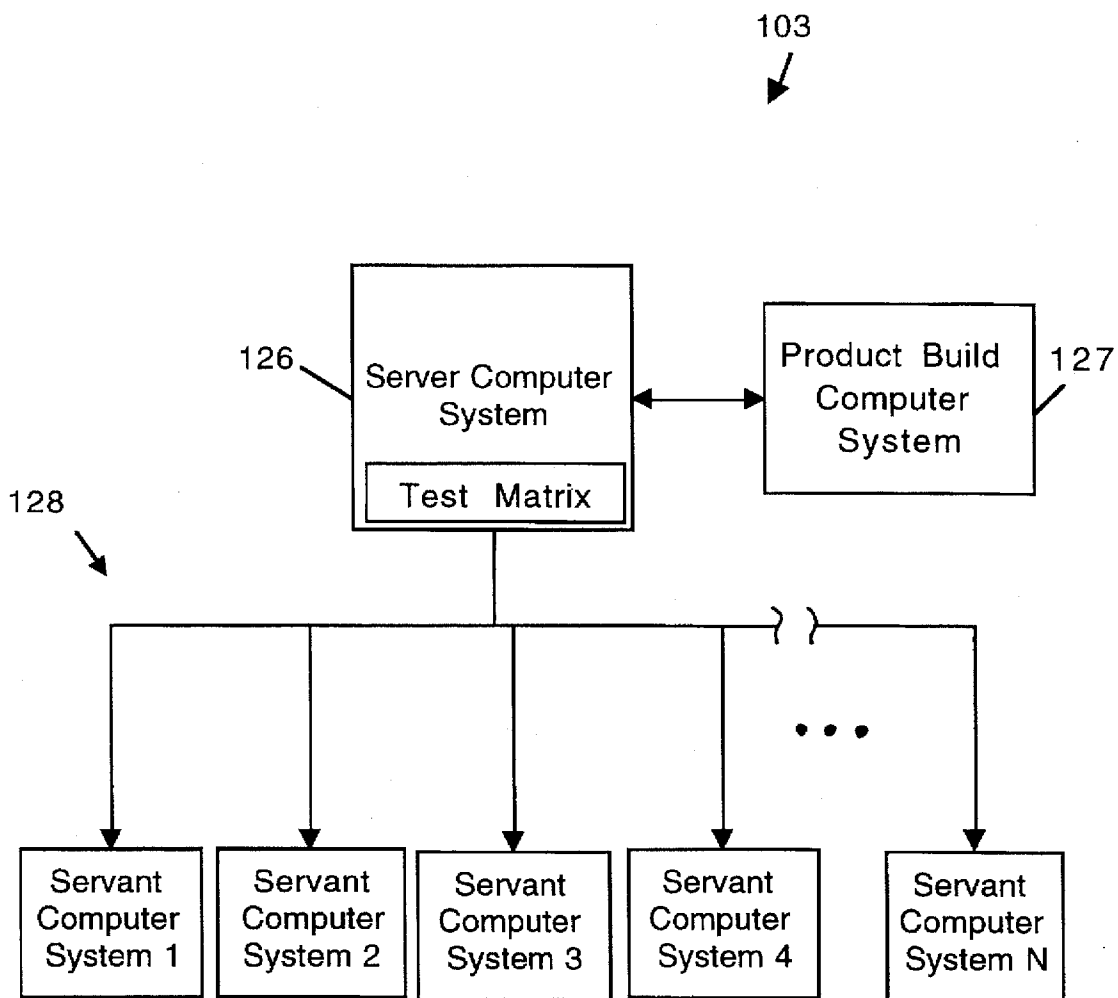 103
126
Server Computer
System
Test Matrix
Product Build
Computer
System
127
128
Servant
Computer
System 1
Servant
Computer
System 2
Servant
Computer
System 3
Servant
Computer
System 4
Servant
Computer
System N